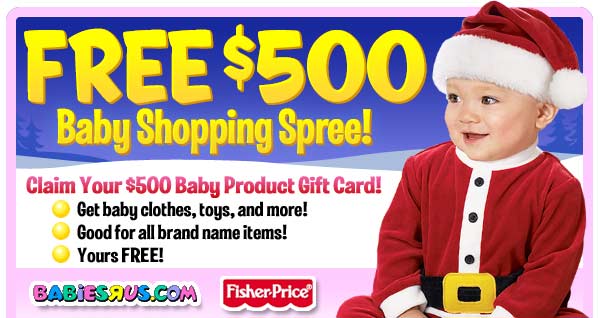 FREE $500
Baby Shopping Spree!
Claim Your $500 Baby Product Gift Card!
Get baby clothes, toys, and more!
Good for all brand name items!
Yours FREE!
BABIESRUS.COM
Fisher-Price®